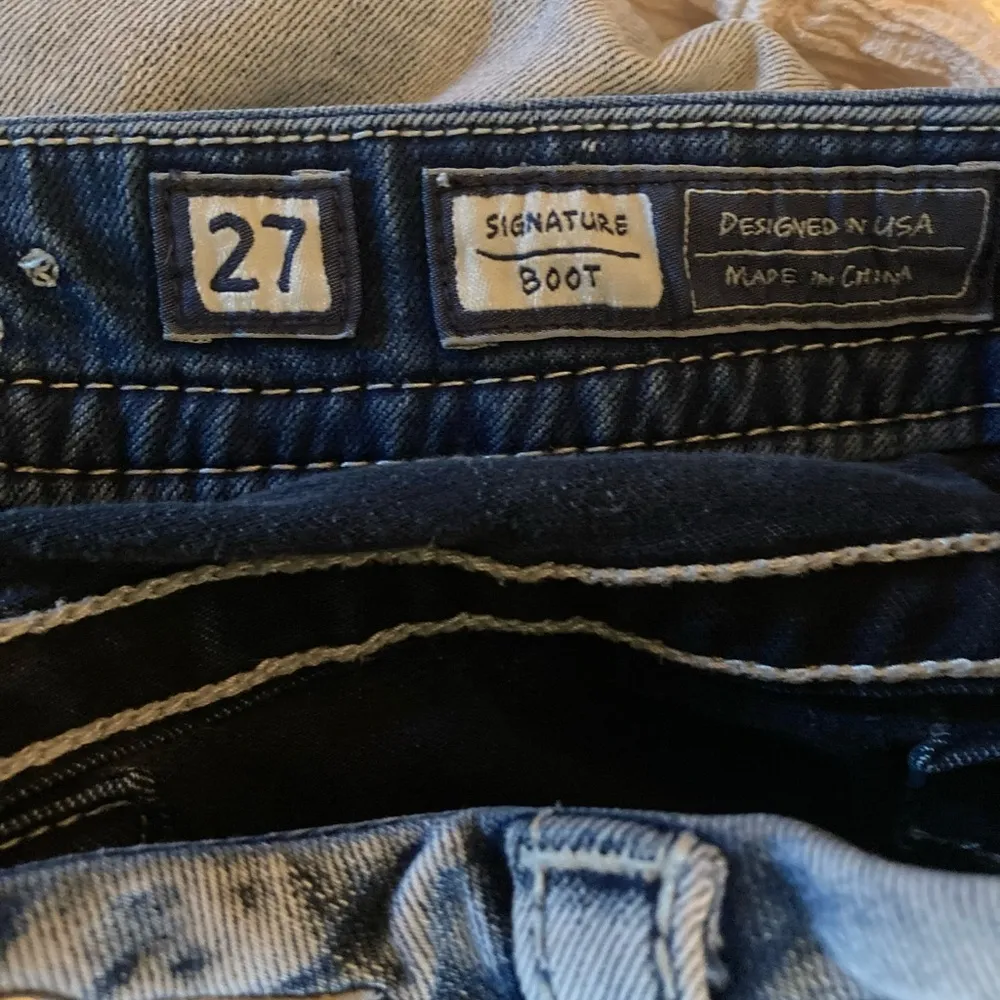 27
SIGNATURE
BOOT
DESIGNED IN USA
MADE IN CHINA